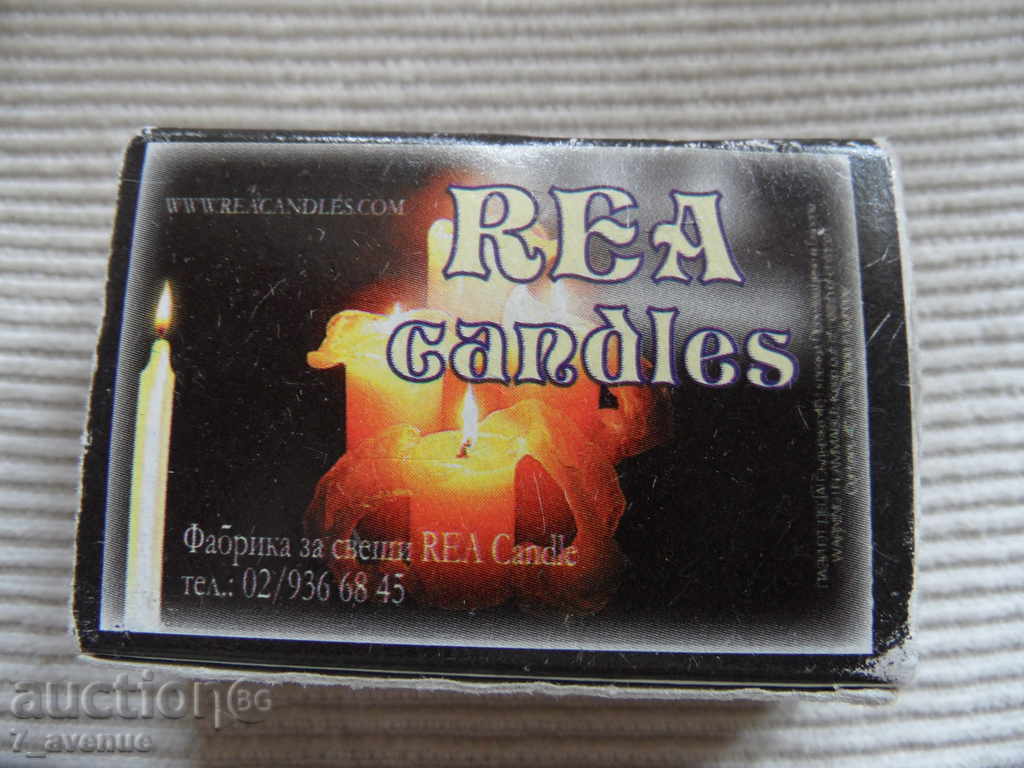 WWW.REACANDLES.COM
REA
candles
Фабрика за свещи REA Candle
тел.: 02/936 68 45
auction BG
7_avenue